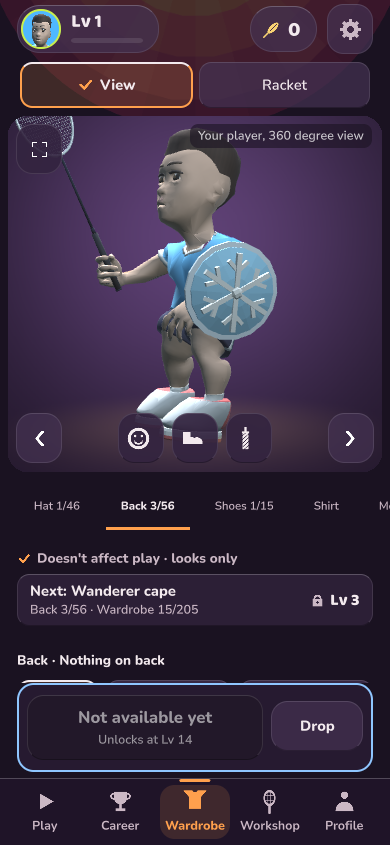 Lv 1
0
View
Racket
Your player, 360 degree view
Hat 1/46
Back 3/56
Shoes 1/15
Shirt
Doesn't affect play · looks only
Next: Wanderer cape
Back 3/56 · Wardrobe 15/205
Lv 3
Back · Nothing on back
Not available yet
Unlocks at Lv 14
Drop
Play
Career
Wardrobe
Workshop
Profile